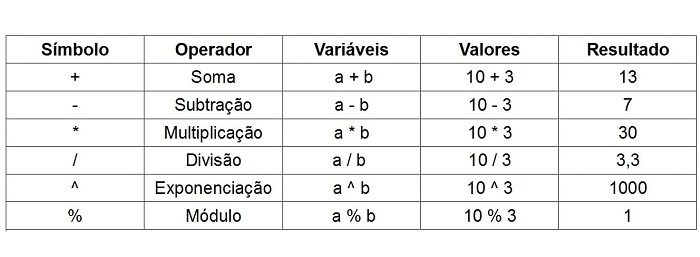 Símbolo Operador Variáveis Valores Resultado
+ Soma a + b 10 + 3 13
- Subtração a - b 10 - 3 7
* Multiplicação a * b 10 * 3 30
/ Divisão a / b 10 / 3 3,3
^ Exponenciação a ^ b 10 ^ 3 1000
% Módulo a % b 10 % 3 1